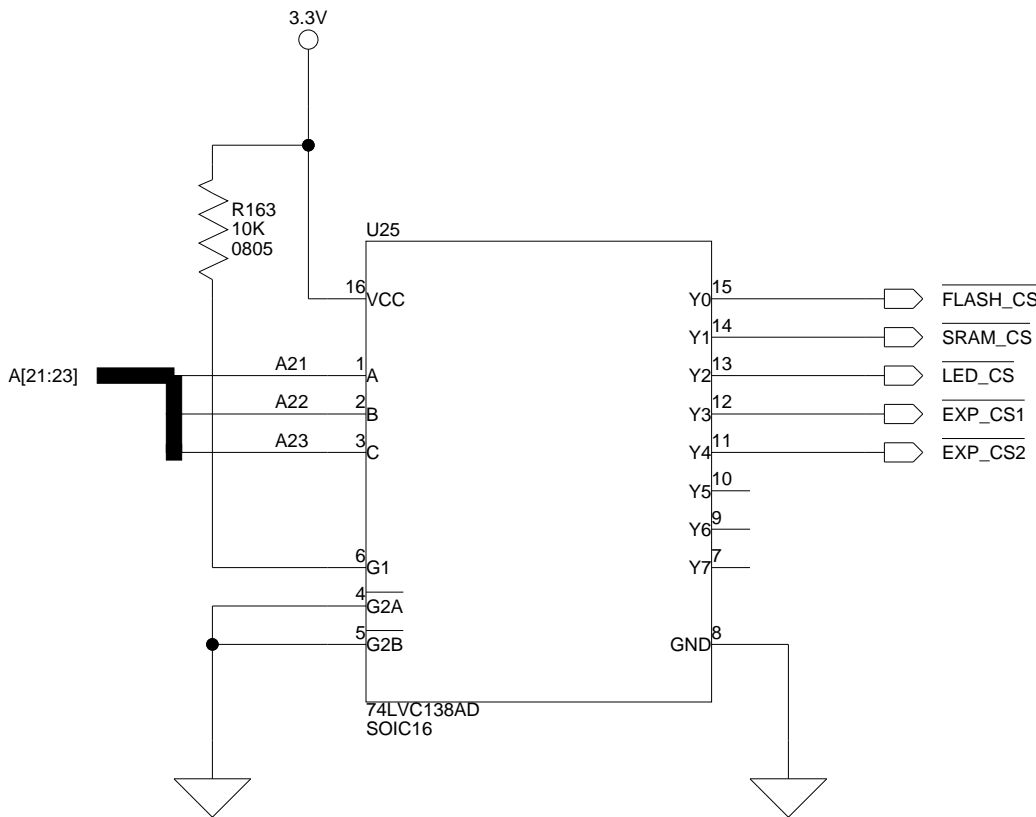 3.3V
R163
10K
0805
U25
16 VCC Y0 15 FLASH_CS
Y1 14 SRAM_CS
A[21:23] A21 1 A Y2 13 LED_CS
A22 2 B Y3 12 EXP_CS1
A23 3 C Y4 11 EXP_CS2
Y5 10
Y6 9
6 G1 Y7 7
4 G2A
5 G2B GND 8
74LVC138AD
SOIC16